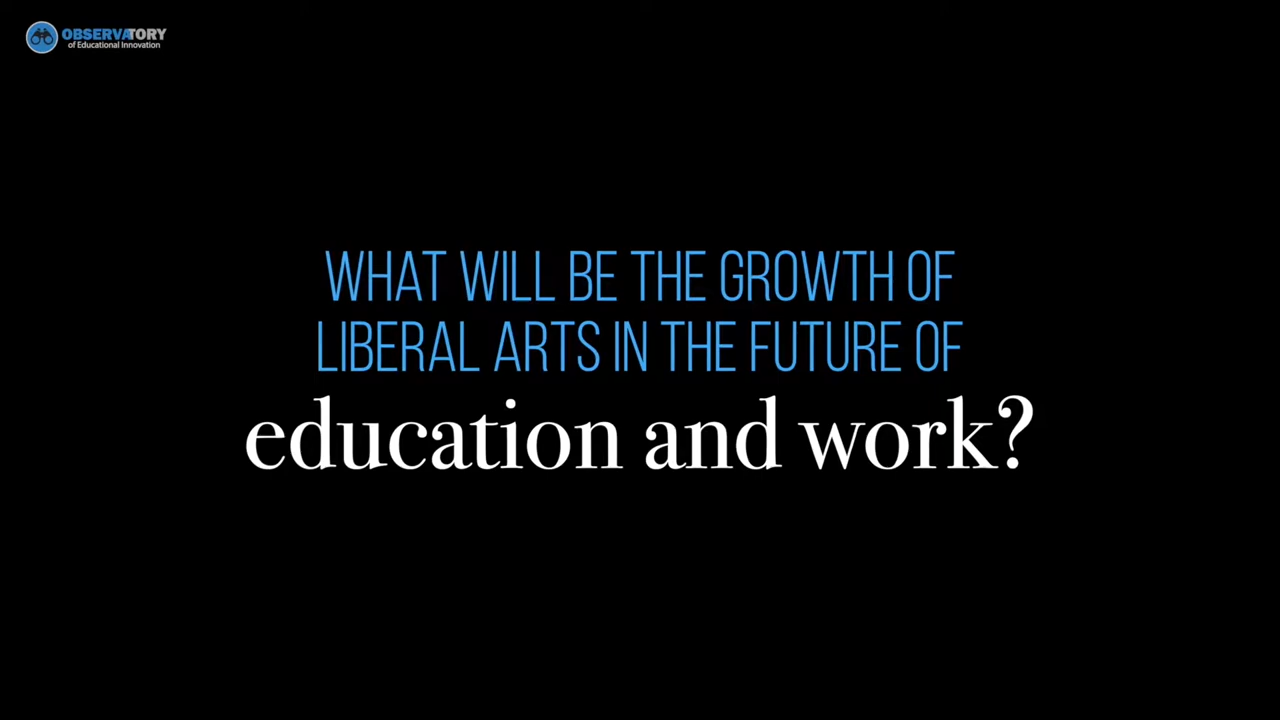 OBSERVATORY
of Educational Innovation
WHAT WILL BE THE GROWTH OF
LIBERAL ARTS IN THE FUTURE OF
education and work?